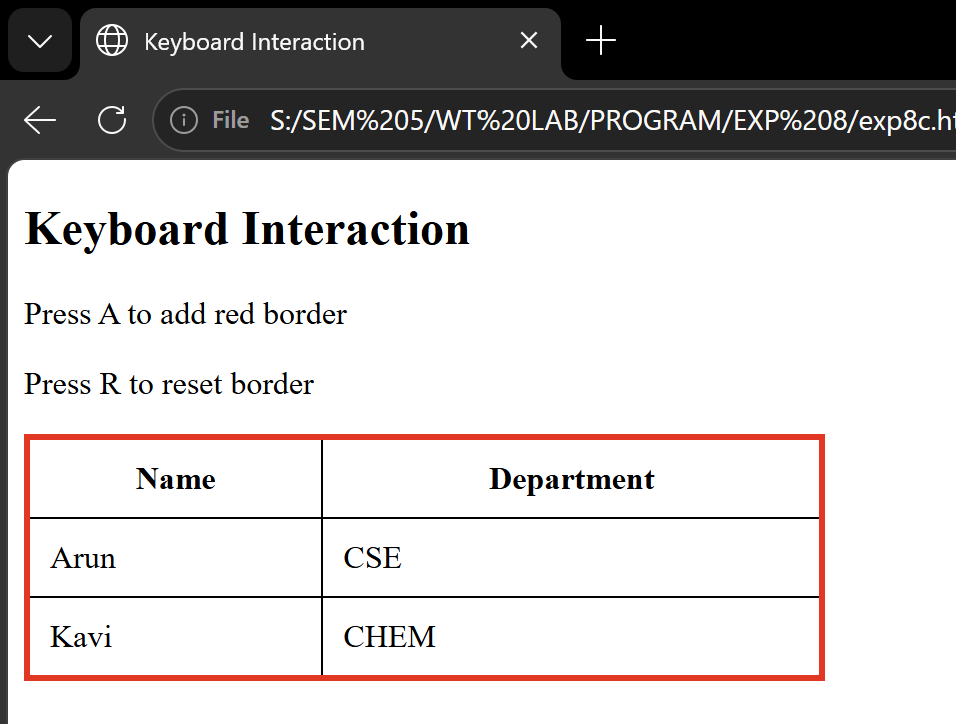 Keyboard Interaction
File S:/SEM%205/WT%20LAB/PROGRAM/EXP%208/exp8c.ht
Keyboard Interaction
Press A to add red border
Press R to reset border
Name Department
Arun CSE
Kavi CHEM